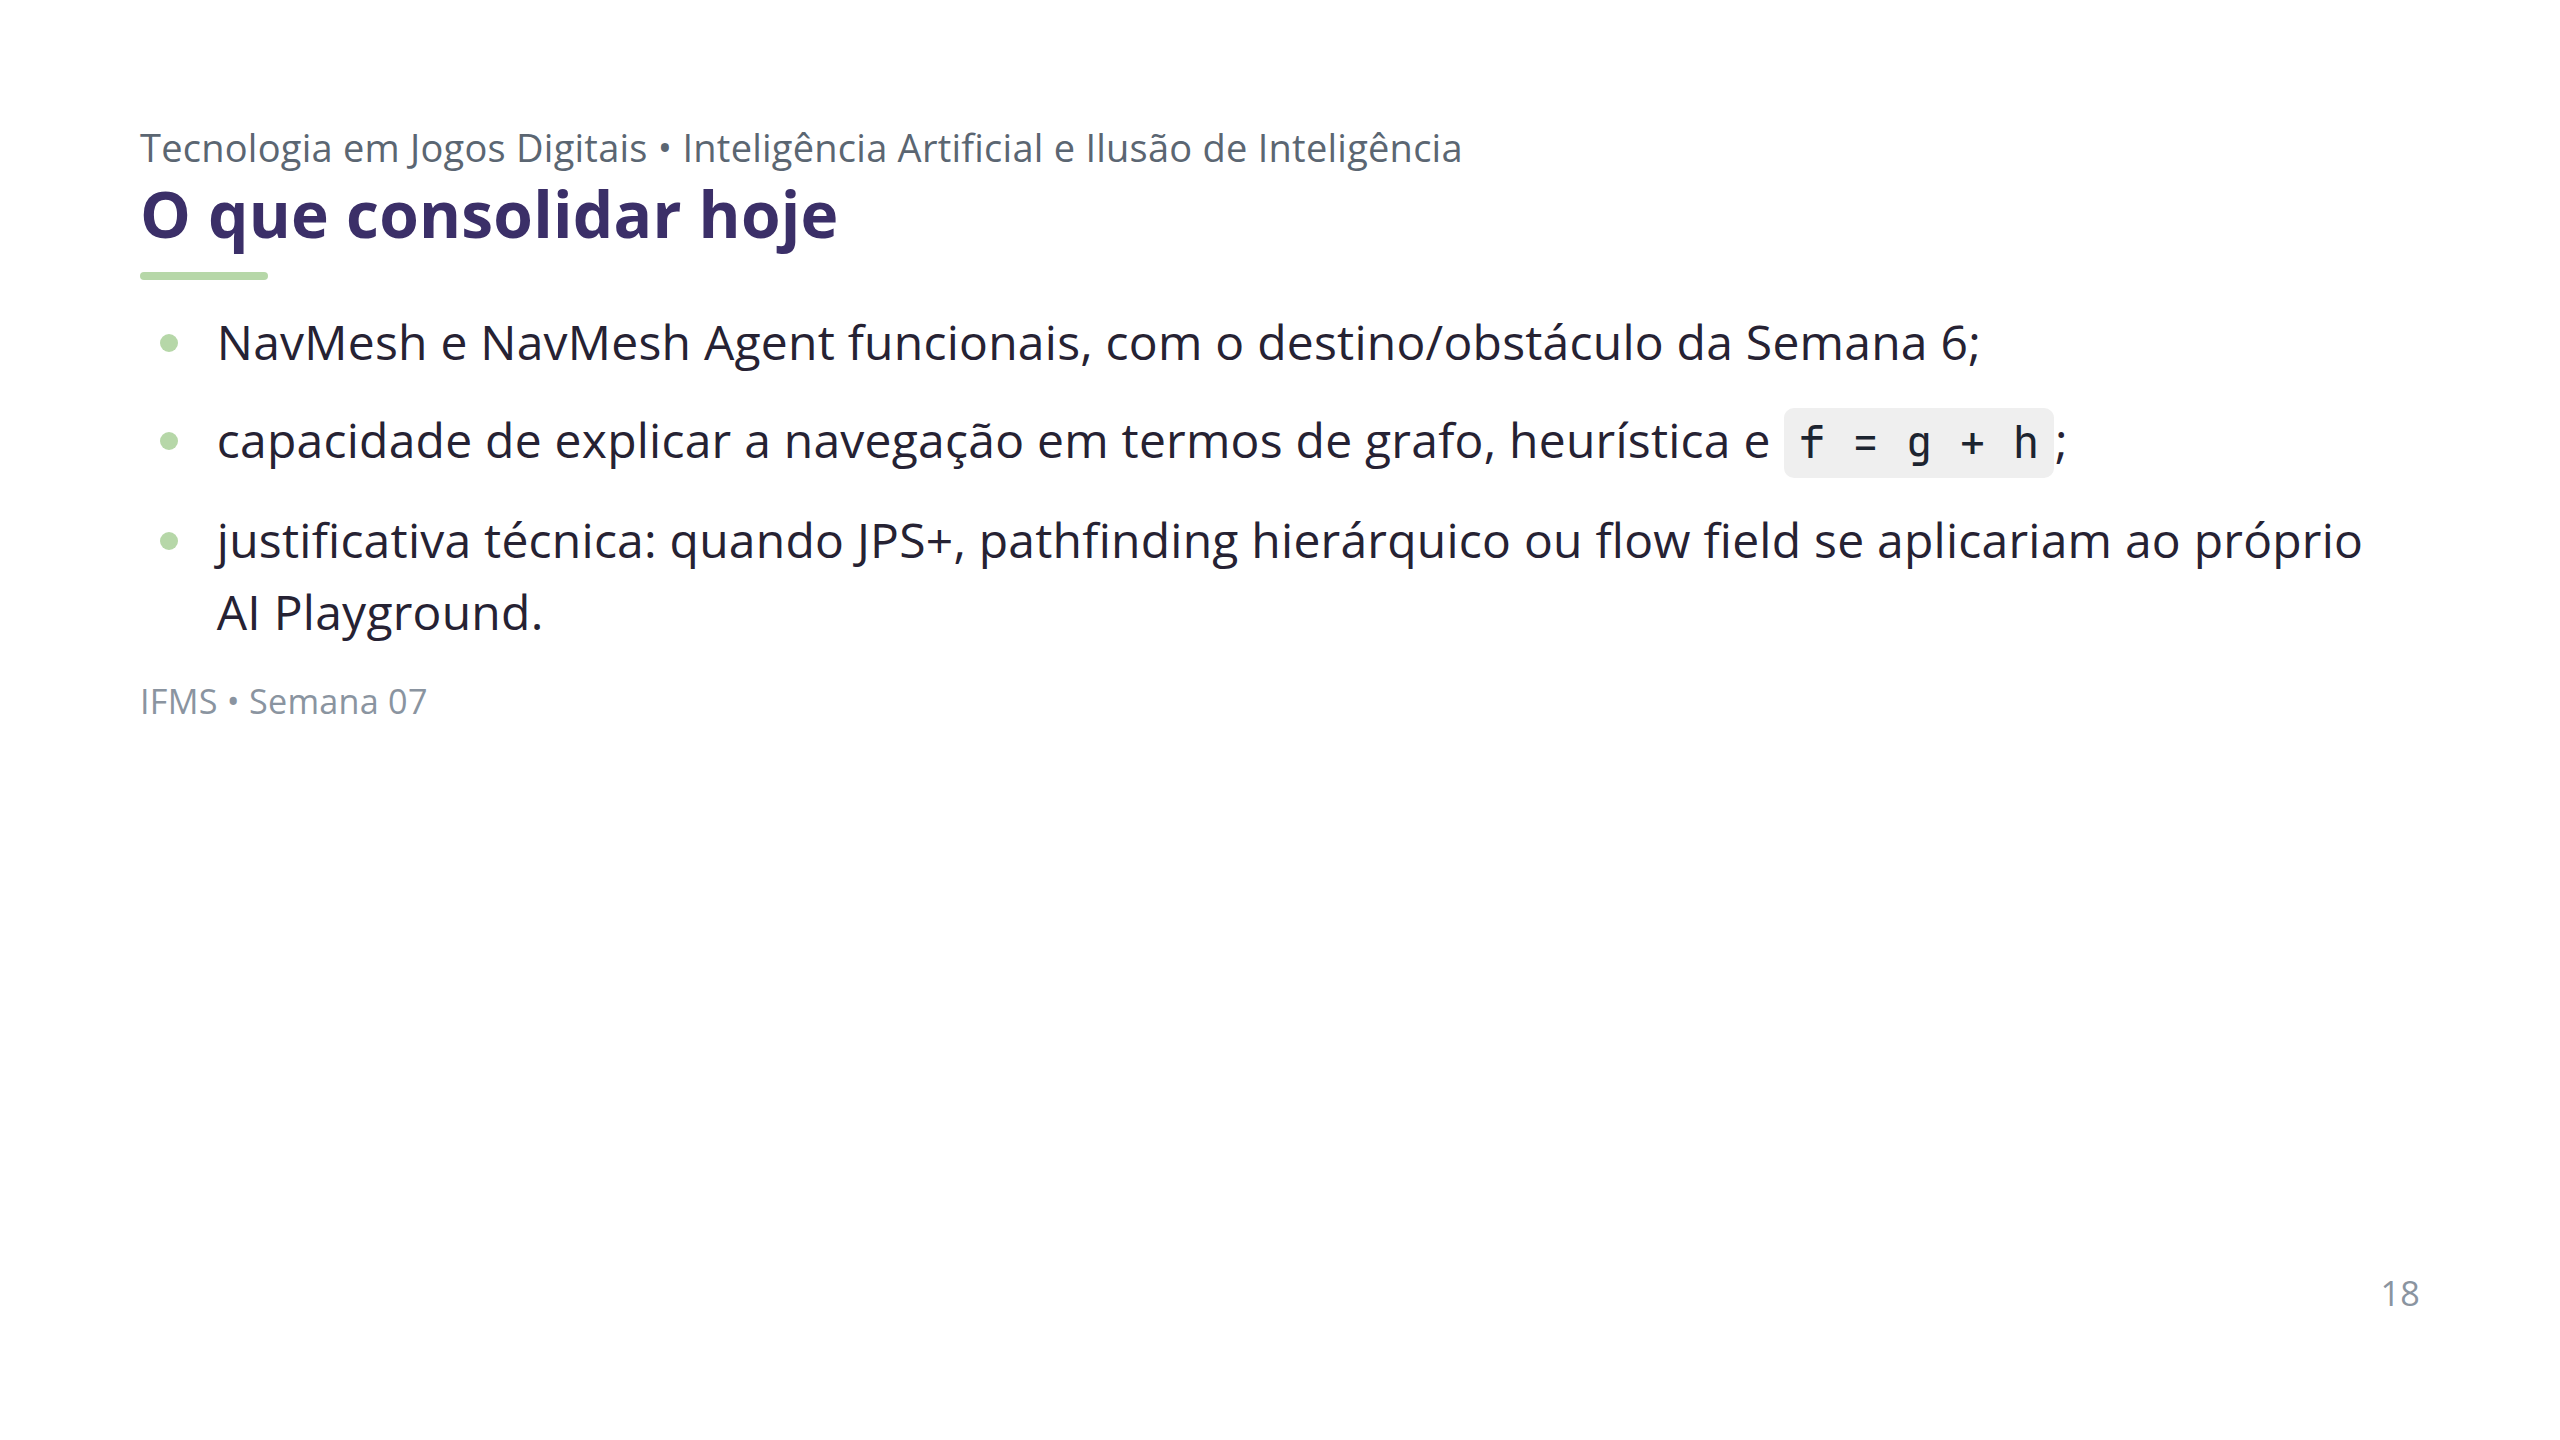 Tecnologia em Jogos Digitais • Inteligência Artificial e Ilusão de Inteligência
O que consolidar hoje
• NavMesh e NavMesh Agent funcionais, com o destino/obstáculo da Semana 6;
• capacidade de explicar a navegação em termos de grafo, heurística e f = g + h;
• justificativa técnica: quando JPS+, pathfinding hierárquico ou flow field se aplicariam ao próprio
AI Playground.
IFMS • Semana 07
18